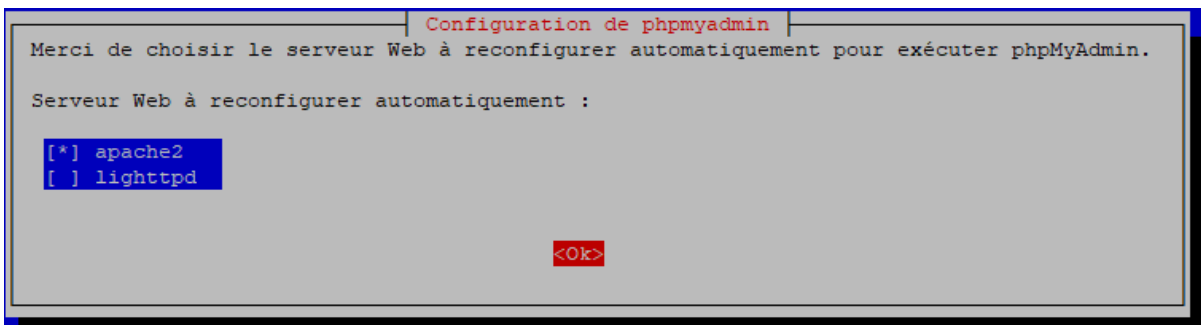 Configuration de phpmyadmin
Merci de choisir le serveur Web à reconfigurer automatiquement pour exécuter phpMyAdmin.
Serveur Web à reconfigurer automatiquement :
[*] apache2
[ ] lighttpd
<Ok>